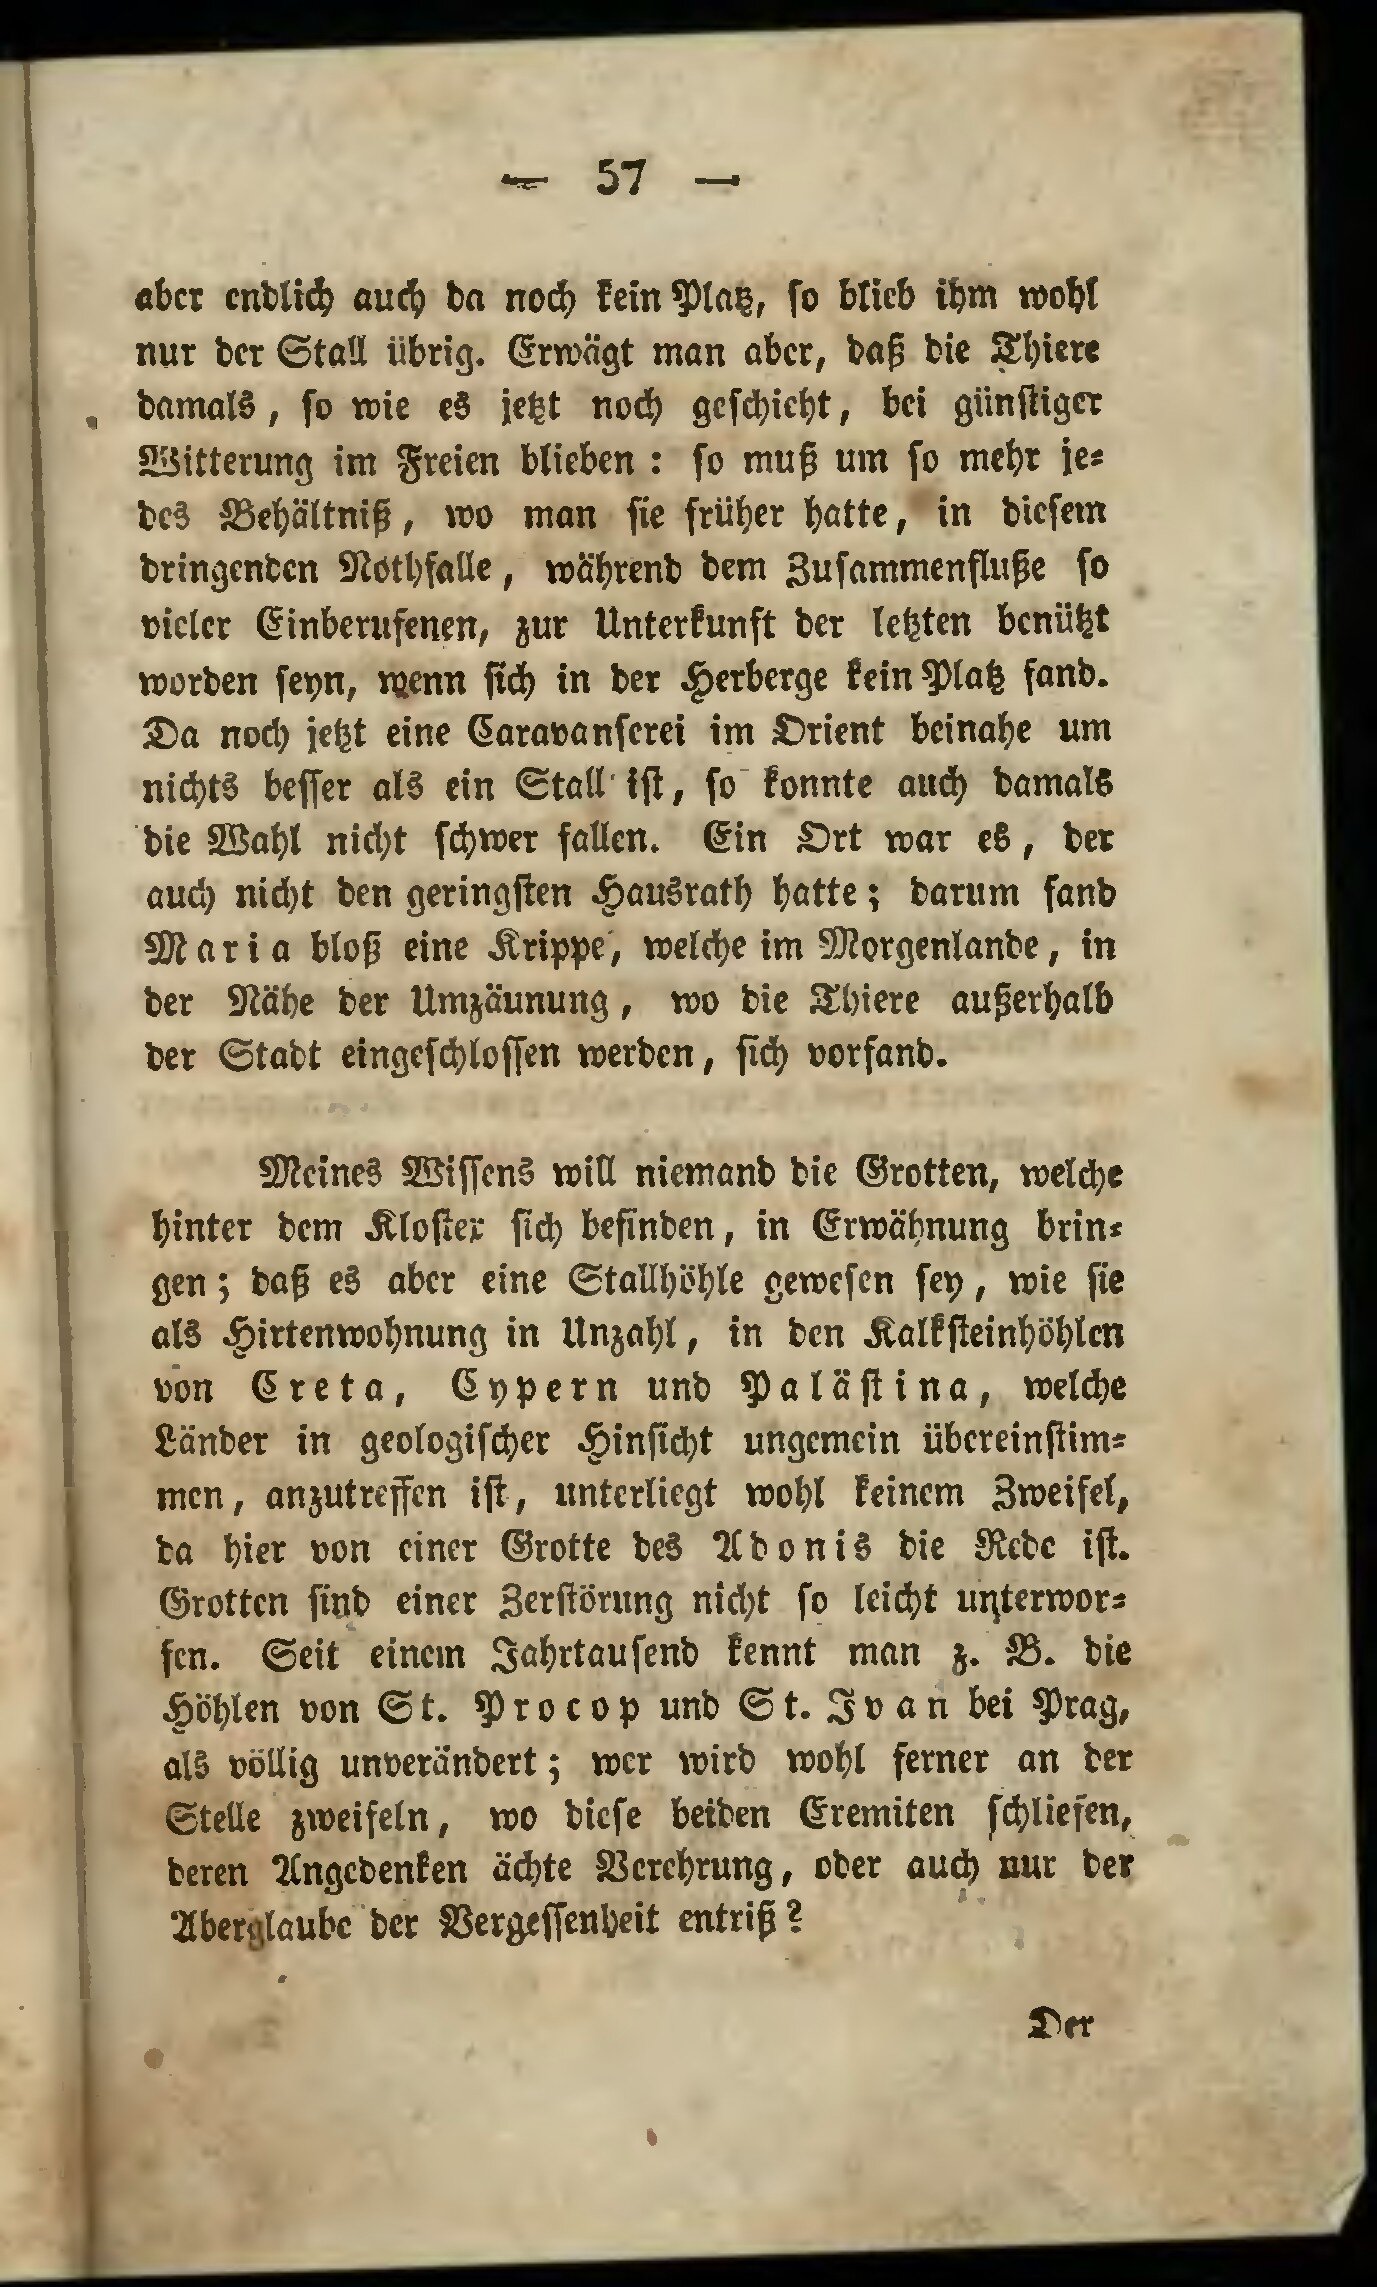 — 57 —
aber endlich auch da noch kein Platz, so blieb ihm wohl
nur der Stall übrig. Erwägt man aber, daß die Thiere
damals, so wie es jetzt noch geschieht, bei günstiger
Witterung im Freien blieben: so muß um so mehr je=
des Behältniß, wo man sie früher hatte, in diesem
dringenden Nothfalle, während dem Zusammenfluße so
vieler Einberufenen, zur Unterkunft der letzten benützt
worden seyn, wenn sich in der Herberge kein Platz fand.
Da noch jetzt eine Caravanserei im Orient beinahe um
nichts besser als ein Stall ist, so konnte auch damals
die Wahl nicht schwer fallen. Ein Ort war es, der
auch nicht den geringsten Hausrath hatte; darum fand
Maria bloß eine Krippe, welche im Morgenlande, in
der Nähe der Umzäunung, wo die Thiere außerhalb
der Stadt eingeschlossen werden, sich vorfand.
Meines Wissens will niemand die Grotten, welche
hinter dem Kloster sich befinden, in Erwähnung brin=
gen; daß es aber eine Stallhöhle gewesen sey, wie sie
als Hirtenwohnung in Unzahl, in den Kalksteinhöhlen
von Creta, Cypern und Palästina, welche
Länder in geologischer Hinsicht ungemein übereinstim=
men, anzutreffen ist, unterliegt wohl keinem Zweifel,
da hier von einer Grotte des Adonis die Rede ist.
Grotten sind einer Zerstörung nicht so leicht unterwor=
fen. Seit einem Jahrtausend kennt man z. B. die
Höhlen von St. Procop und St. Ivan bei Prag,
als völlig unverändert; wer wird wohl ferner an der
Stelle zweifeln, wo diese beiden Eremiten schliefen,
deren Angedenken ächte Verehrung, oder auch nur der
Aberglaube der Vergessenheit entriß?
Der